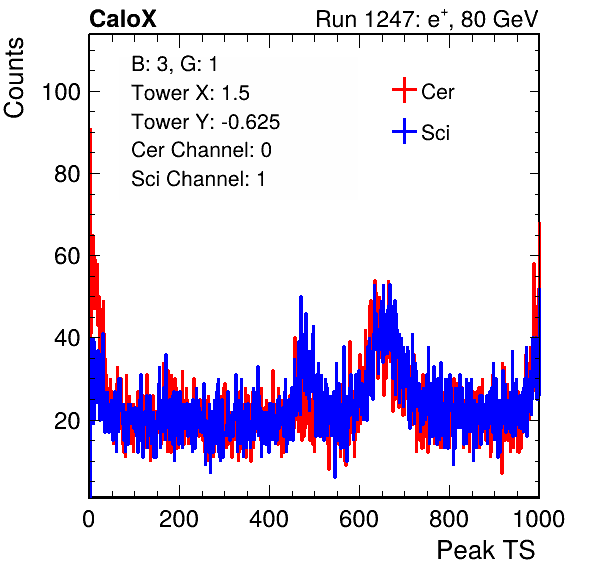 CaloX Run 1247: e⁺, 80 GeV
Counts
B: 3, G: 1
Tower X: 1.5
Tower Y: -0.625
Cer Channel: 0
Sci Channel: 1
Cer
Sci
100
80
60
40
20
0 200 400 600 800 1000
Peak TS